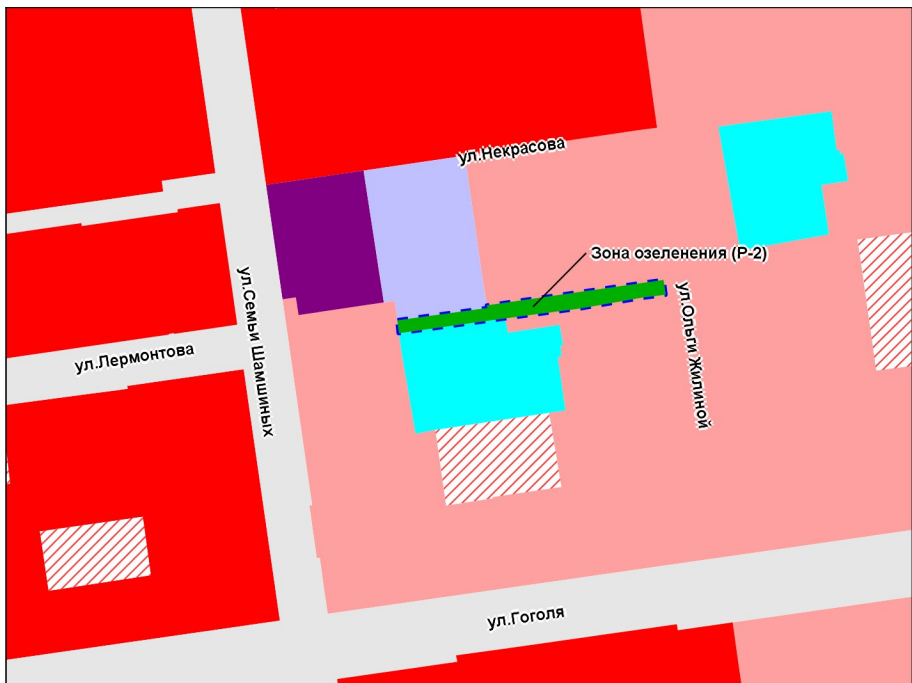 ул.Некрасова
Зона озеленения (Р-2)
ул.Семьи Шамшиных
ул.Ольги Жилиной
ул.Лермонтова
ул.Гоголя